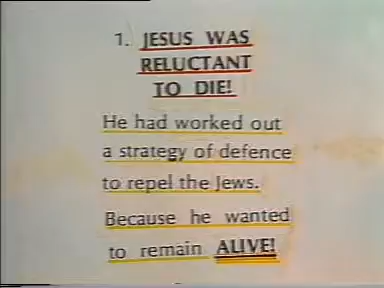 1. JESUS WAS
RELUCTANT
TO DIE!
He had worked out
a strategy of defence
to repel the Jews.
Because he wanted
to remain ALIVE!